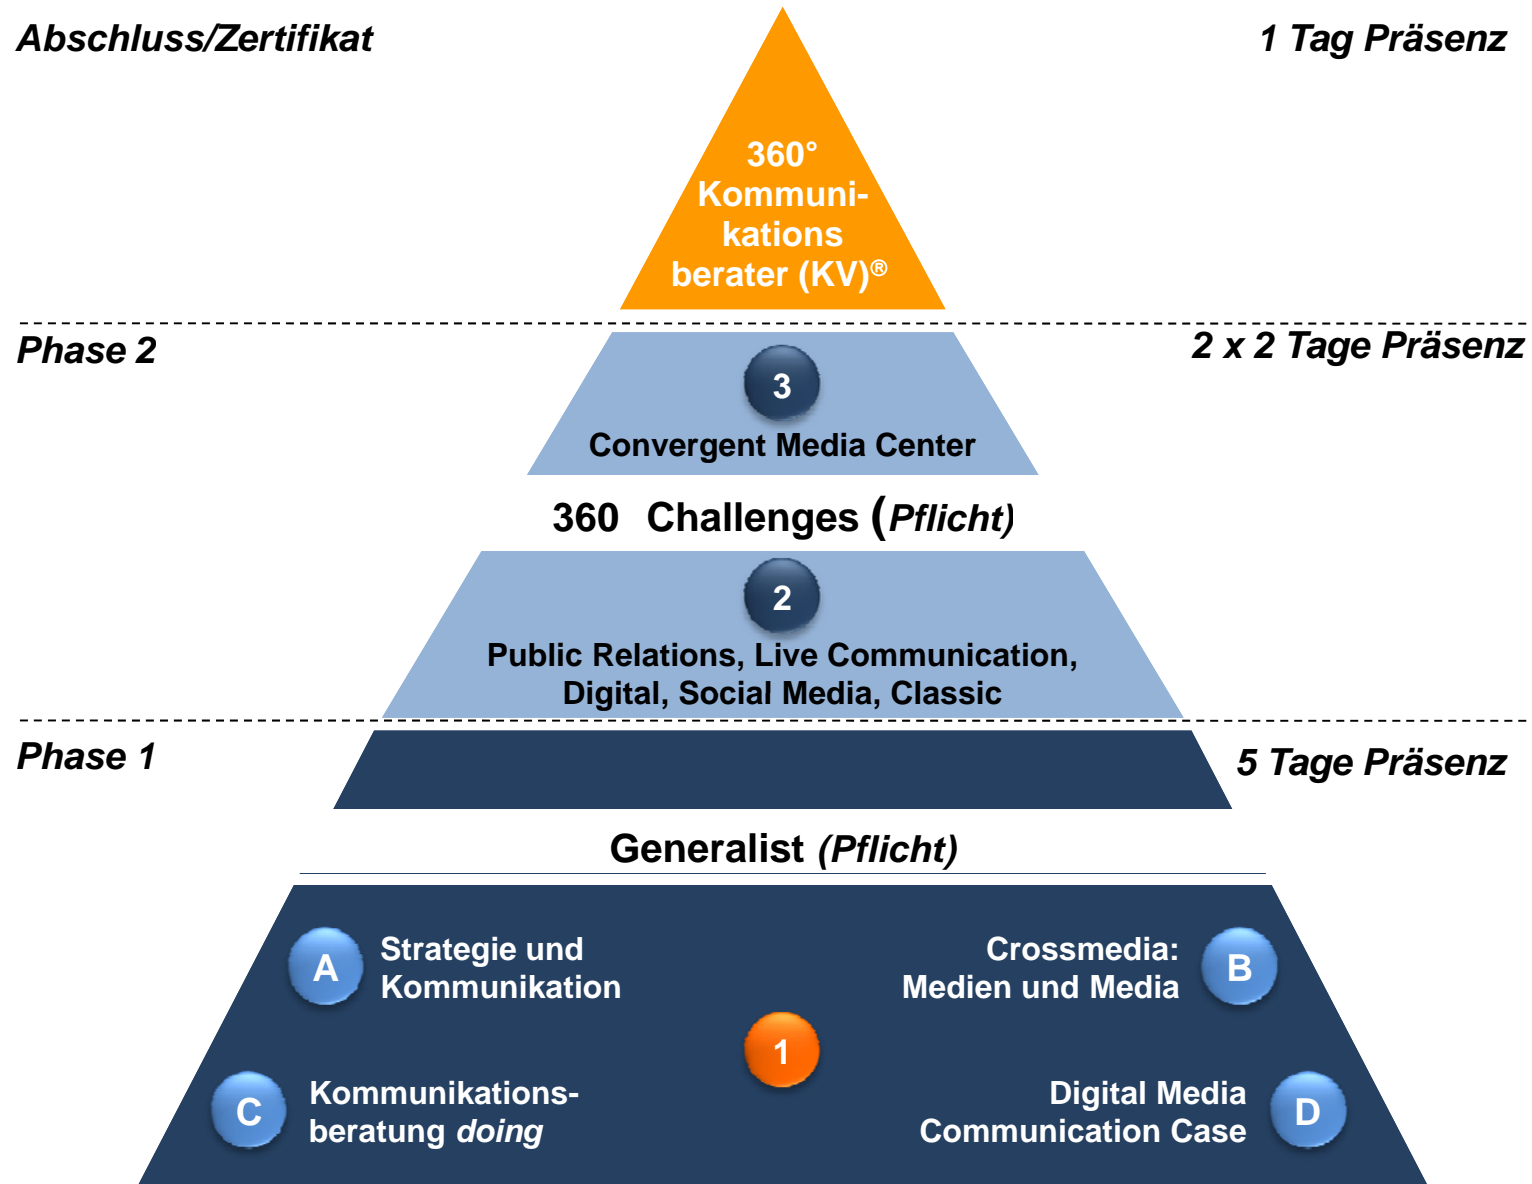 Abschluss/Zertifikat
1 Tag Präsenz
360°
Kommuni-
kations
berater (KV)®
Phase 2
2 x 2 Tage Präsenz
3
Convergent Media Center
360 Challenges (Pflicht)
2
Public Relations, Live Communication,
Digital, Social Media, Classic
Phase 1
5 Tage Präsenz
Generalist (Pflicht)
A
Strategie und
Kommunikation
Crossmedia:
Medien und Media
B
1
C
Kommunikations-
beratung doing
Digital Media
Communication Case
D